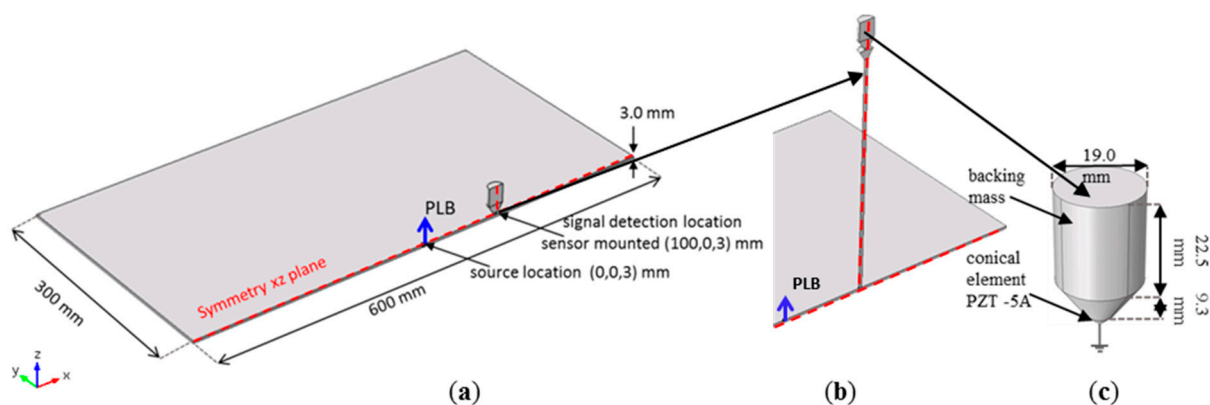 3.0 mm
PLB
signal detection location
sensor mounted (100,0,3) mm
source location (0,0,3) mm
Symmetry xz plane
300 mm
600 mm
z
y
x
(a)
PLB
(b)
19.0
mm
backing
mass
22.5
mm
conical
element
PZT -5A
9.3
mm
(c)